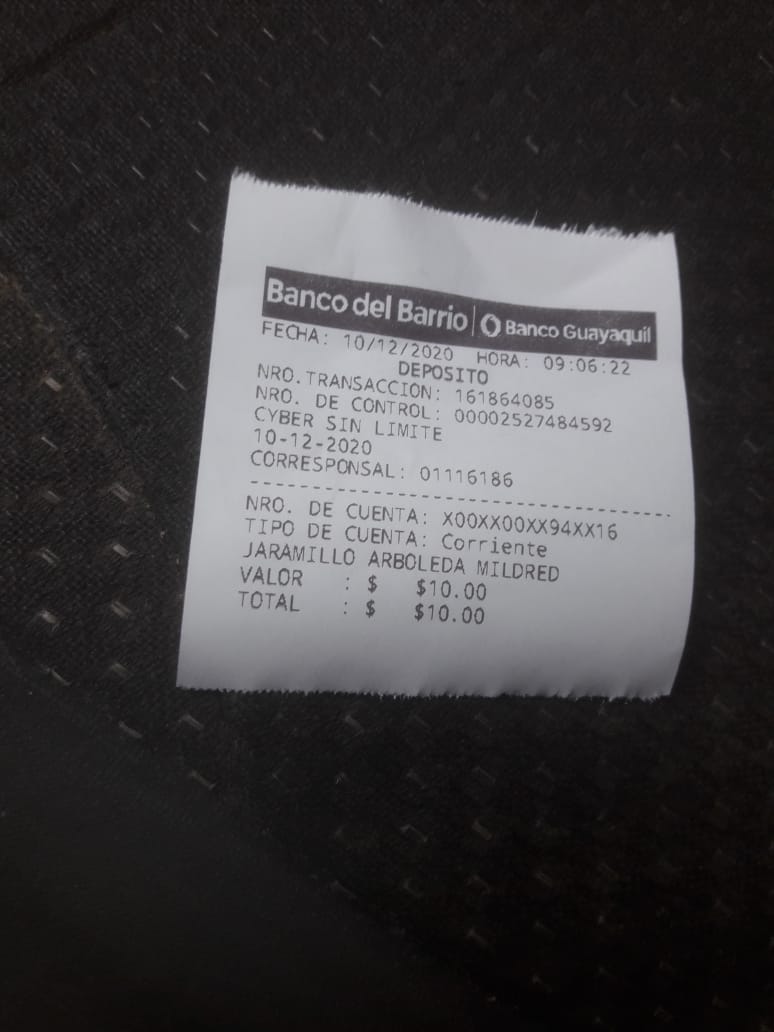 Banco del Barrio | Banco Guayaquil
FECHA: 10/12/2020 HORA: 09:06:22
DEPOSITO
NRO.TRANSACCION: 161864085
NRO. DE CONTROL: 00002527484592
CYBER SIN LIMITE
10-12-2020
CORRESPONSAL: 01116186
NRO. DE CUENTA: X00XX00XX94XX16
TIPO DE CUENTA: Corriente
JARAMILLO ARBOLEDA MILDRED
VALOR : $ $10.00
TOTAL : $ $10.00